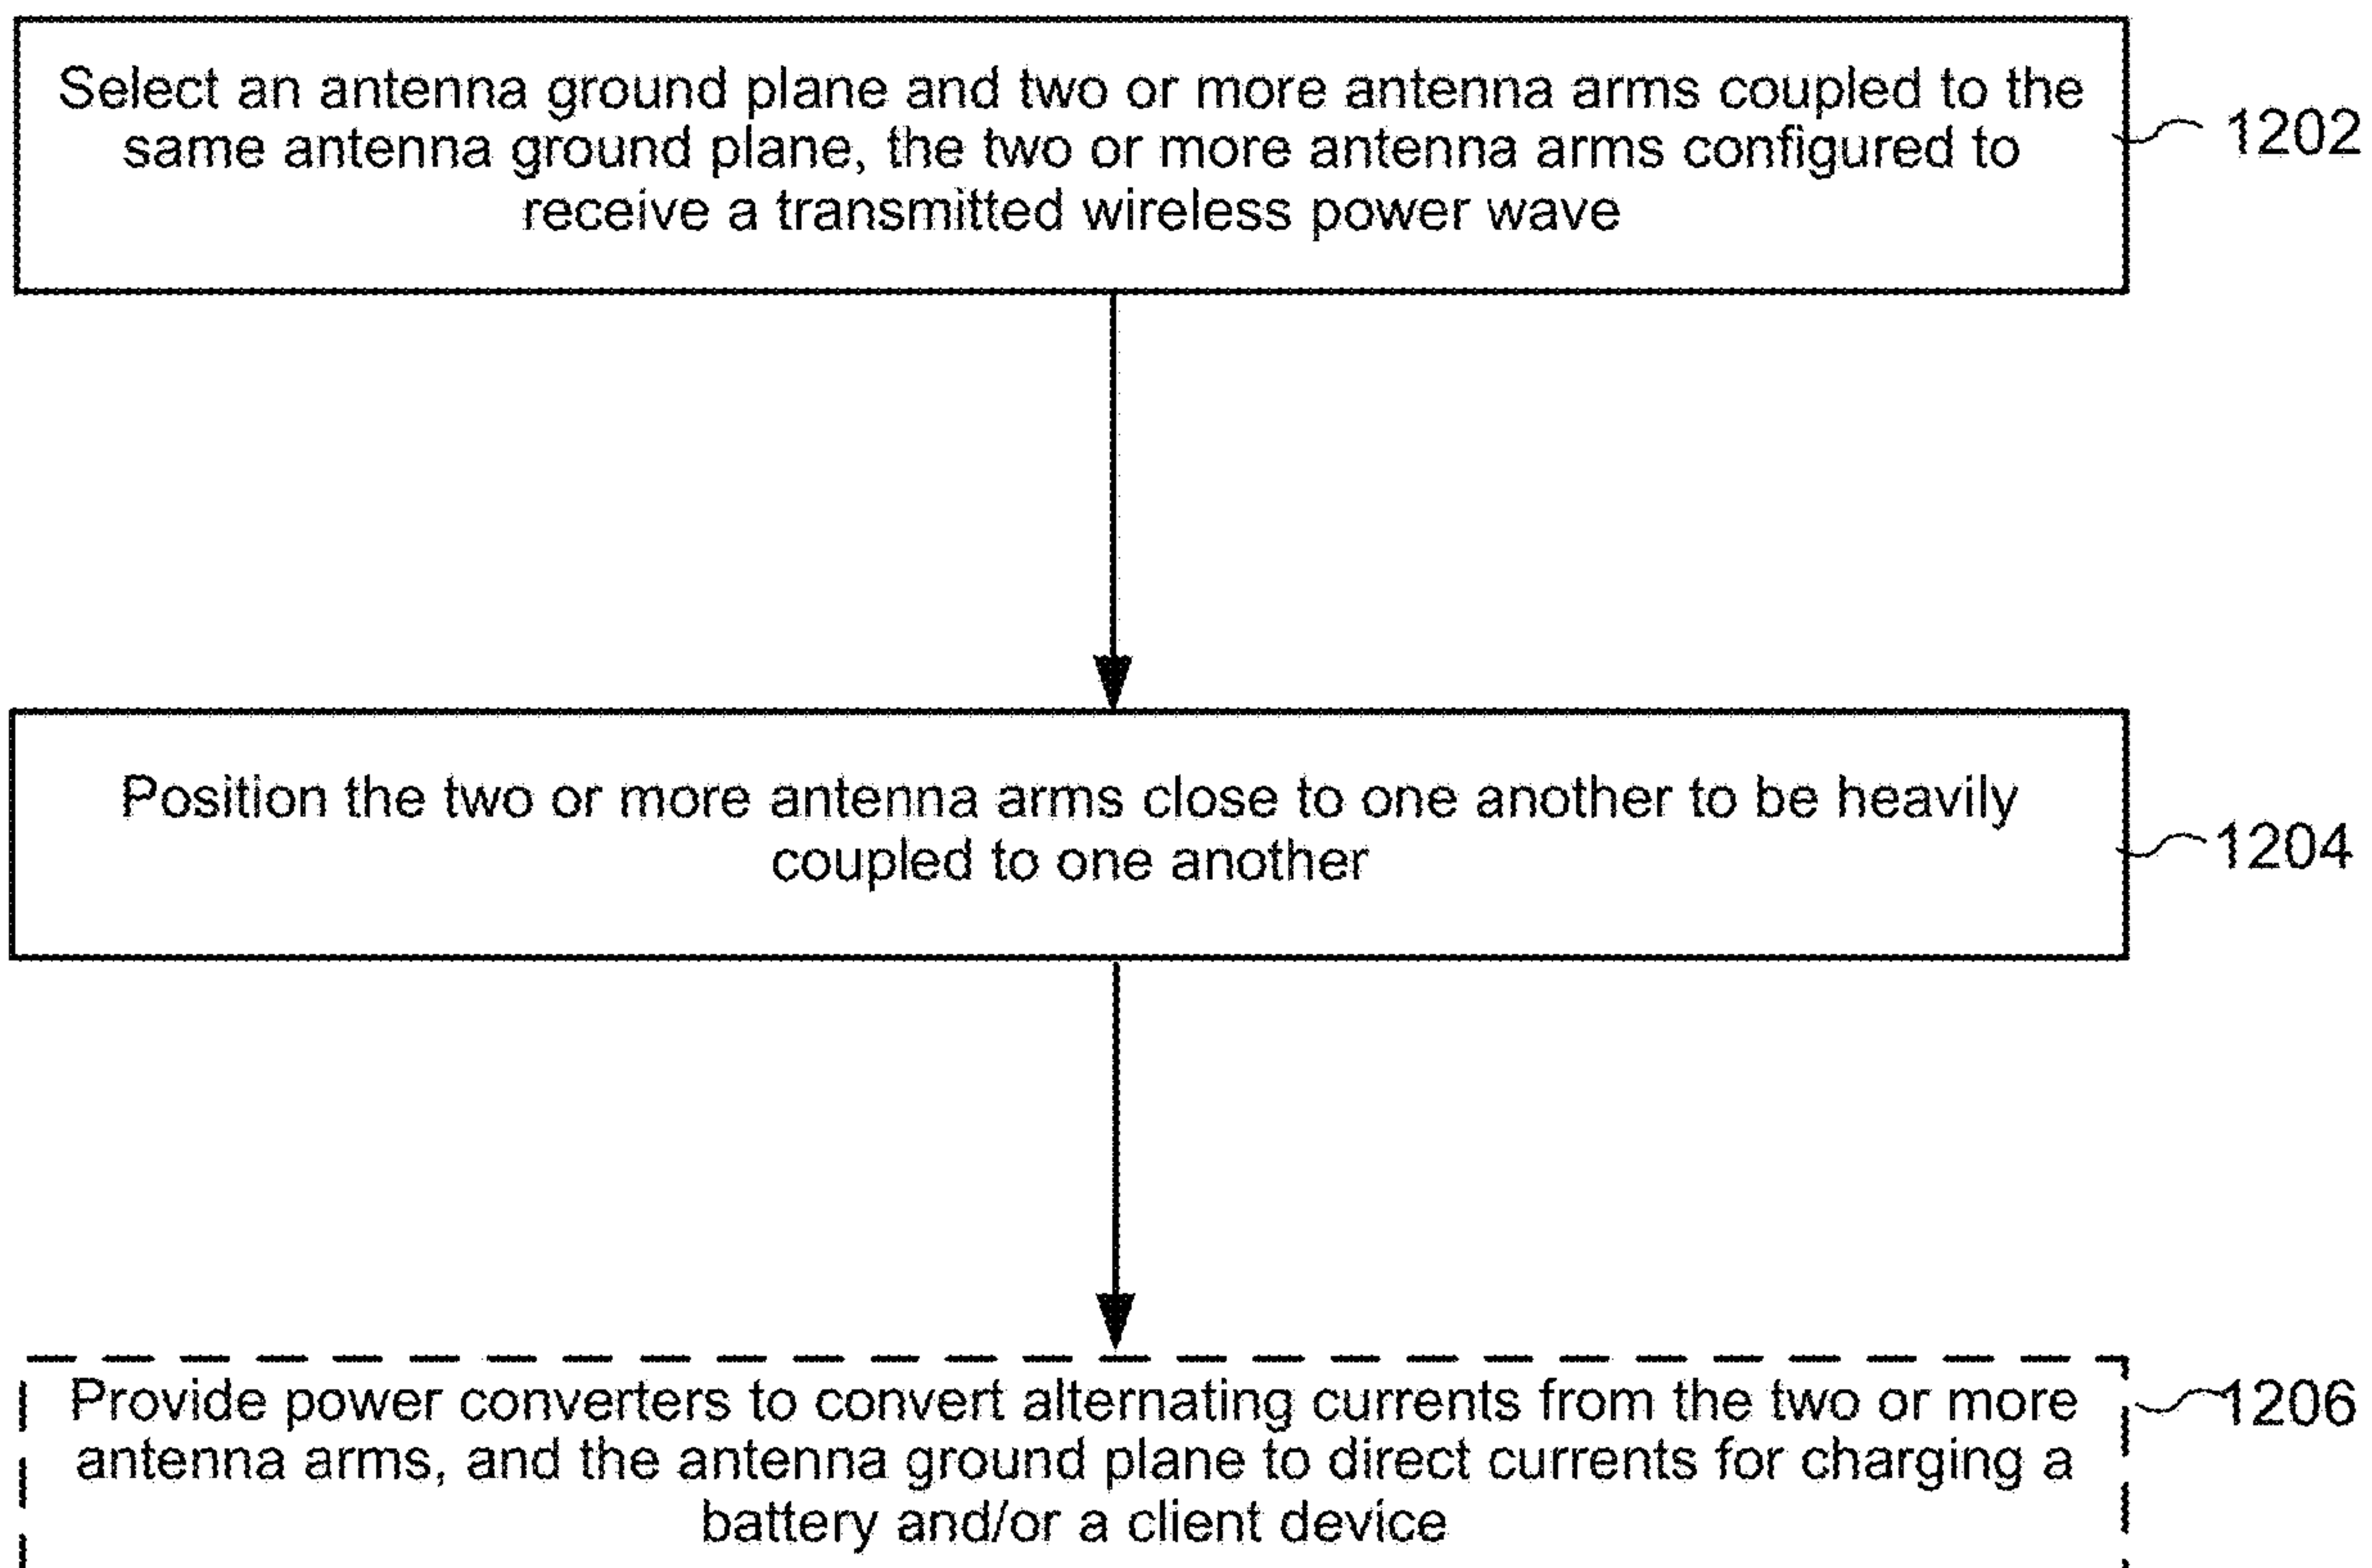 Select an antenna ground plane and two or more antenna arms coupled to the
same antenna ground plane, the two or more antenna arms configured to
receive a transmitted wireless power wave
1202
Position the two or more antenna arms close to one another to be heavily
coupled to one another
1204
Provide power converters to convert alternating currents from the two or more
antenna arms, and the antenna ground plane to direct currents for charging a
battery and/or a client device
1206